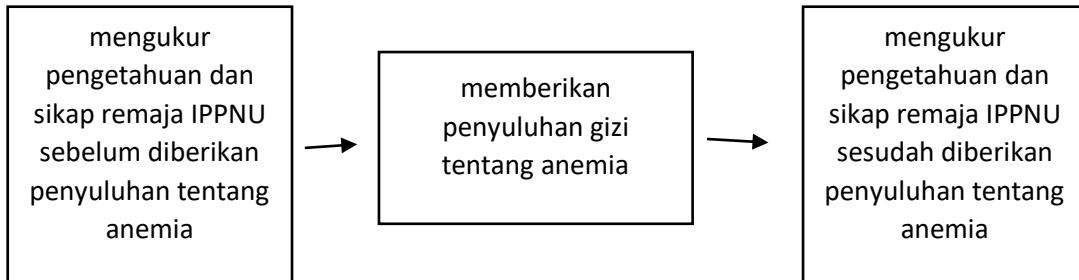 mengukur
pengetahuan dan
sikap remaja IPPNU
sebelum diberikan
penyuluhan tentang
anemia
memberikan
penyuluhan gizi
tentang anemia
mengukur
pengetahuan dan
sikap remaja IPPNU
sesudah diberikan
penyuluhan tentang
anemia